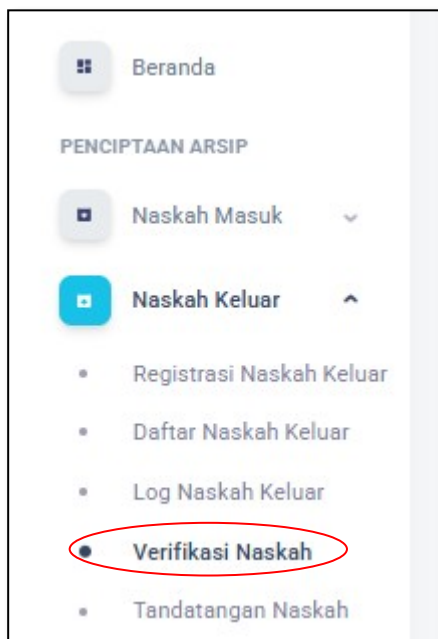 Beranda
PENCIPTAAN ARSIP
Naskah Masuk
Naskah Keluar
Registrasi Naskah Keluar
Daftar Naskah Keluar
Log Naskah Keluar
Verifikasi Naskah
Tandatangan Naskah